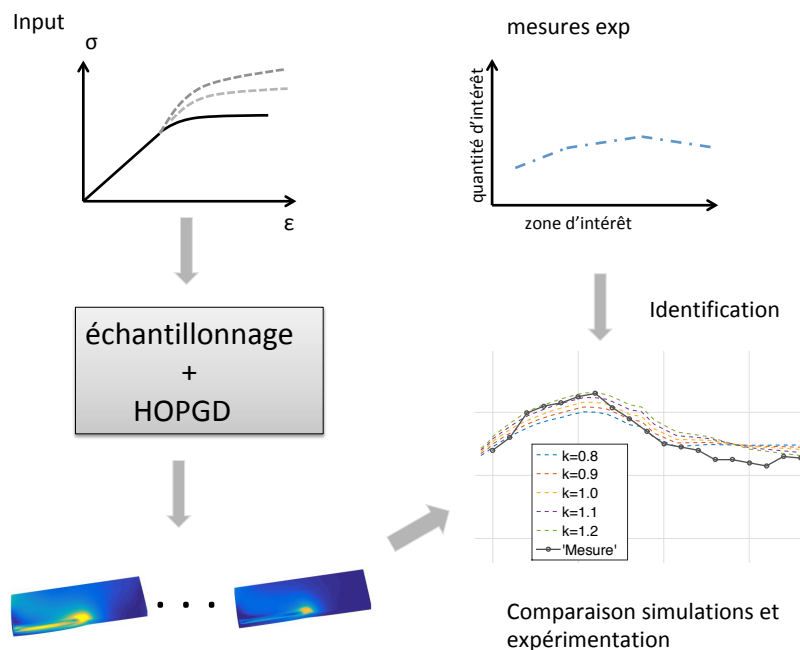 Input
σ
ε
échantillonnage
+
HOPGD
. . .
mesures exp
quantité d'intérêt
zone d'intérêt
Identification
k=0.8
k=0.9
k=1.0
k=1.1
k=1.2
'Mesure'
Comparaison simulations et
expérimentation